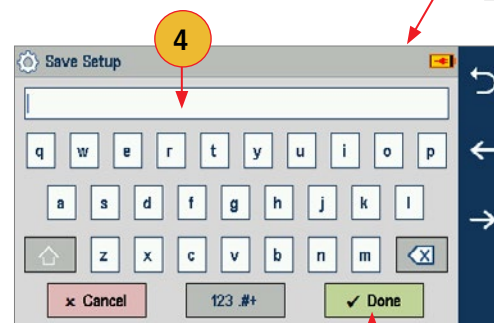 4
Save Setup
q w e r t y u i o p
a s d f g h j k l
z x c v b n m
× Cancel 123 .#+ ✓ Done